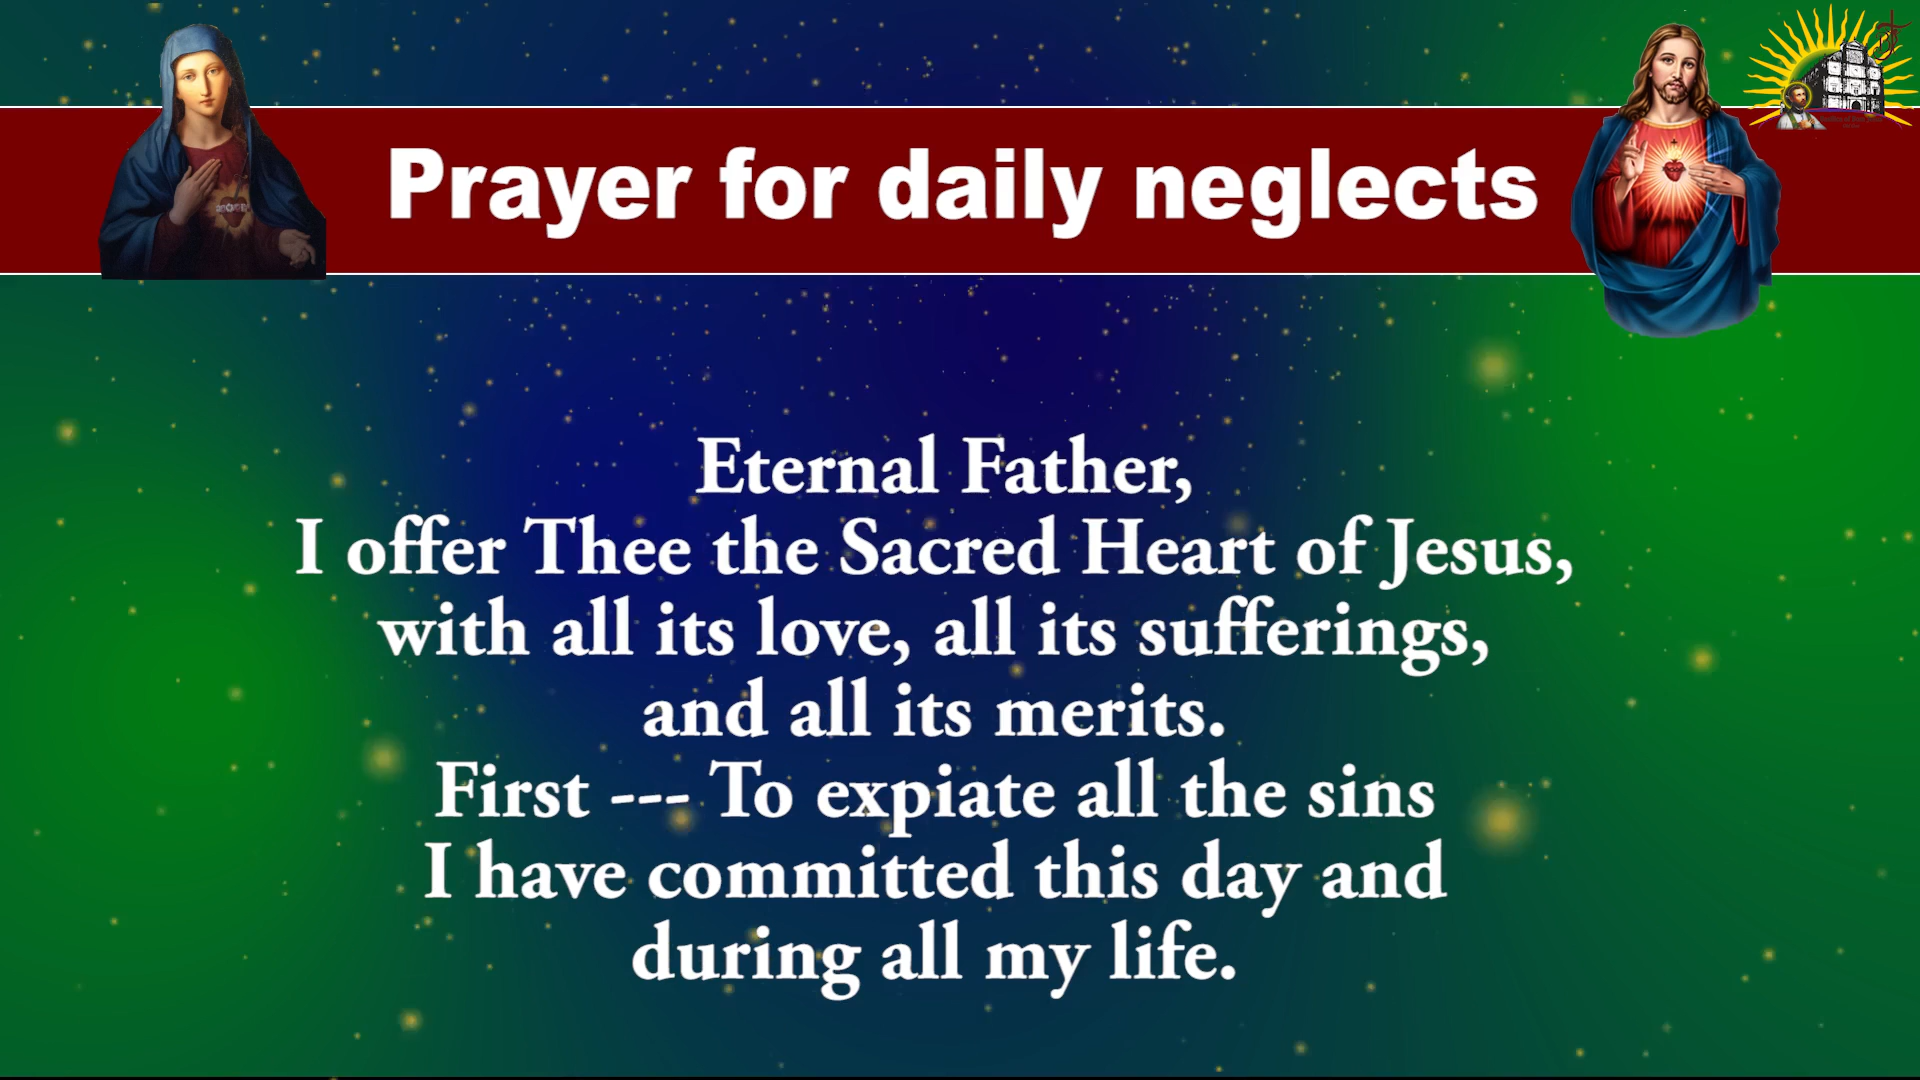 Prayer for daily neglects
Eternal Father,
I offer Thee the Sacred Heart of Jesus,
with all its love, all its sufferings,
and all its merits.
First --- To expiate all the sins
I have committed this day and
during all my life.